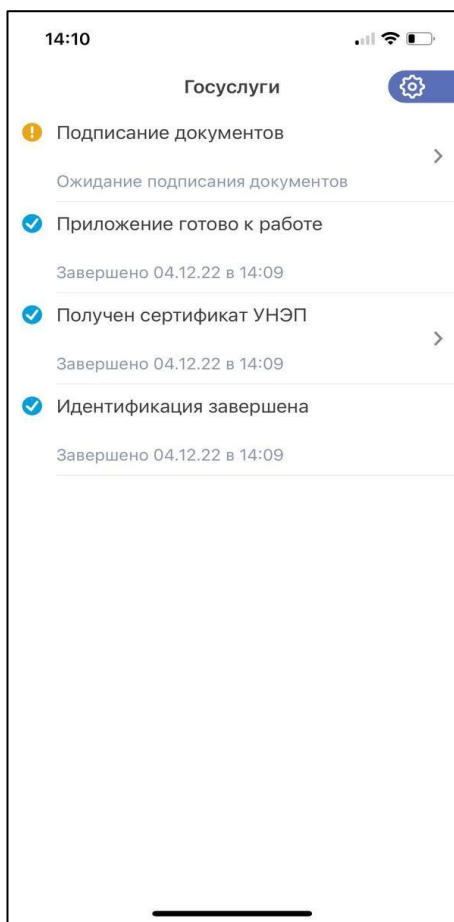 14:10
Госуслуги
Подписание документов
Ожидание подписания документов
Приложение готово к работе
Завершено 04.12.22 в 14:09
Получен сертификат УНЭП
Завершено 04.12.22 в 14:09
Идентификация завершена
Завершено 04.12.22 в 14:09